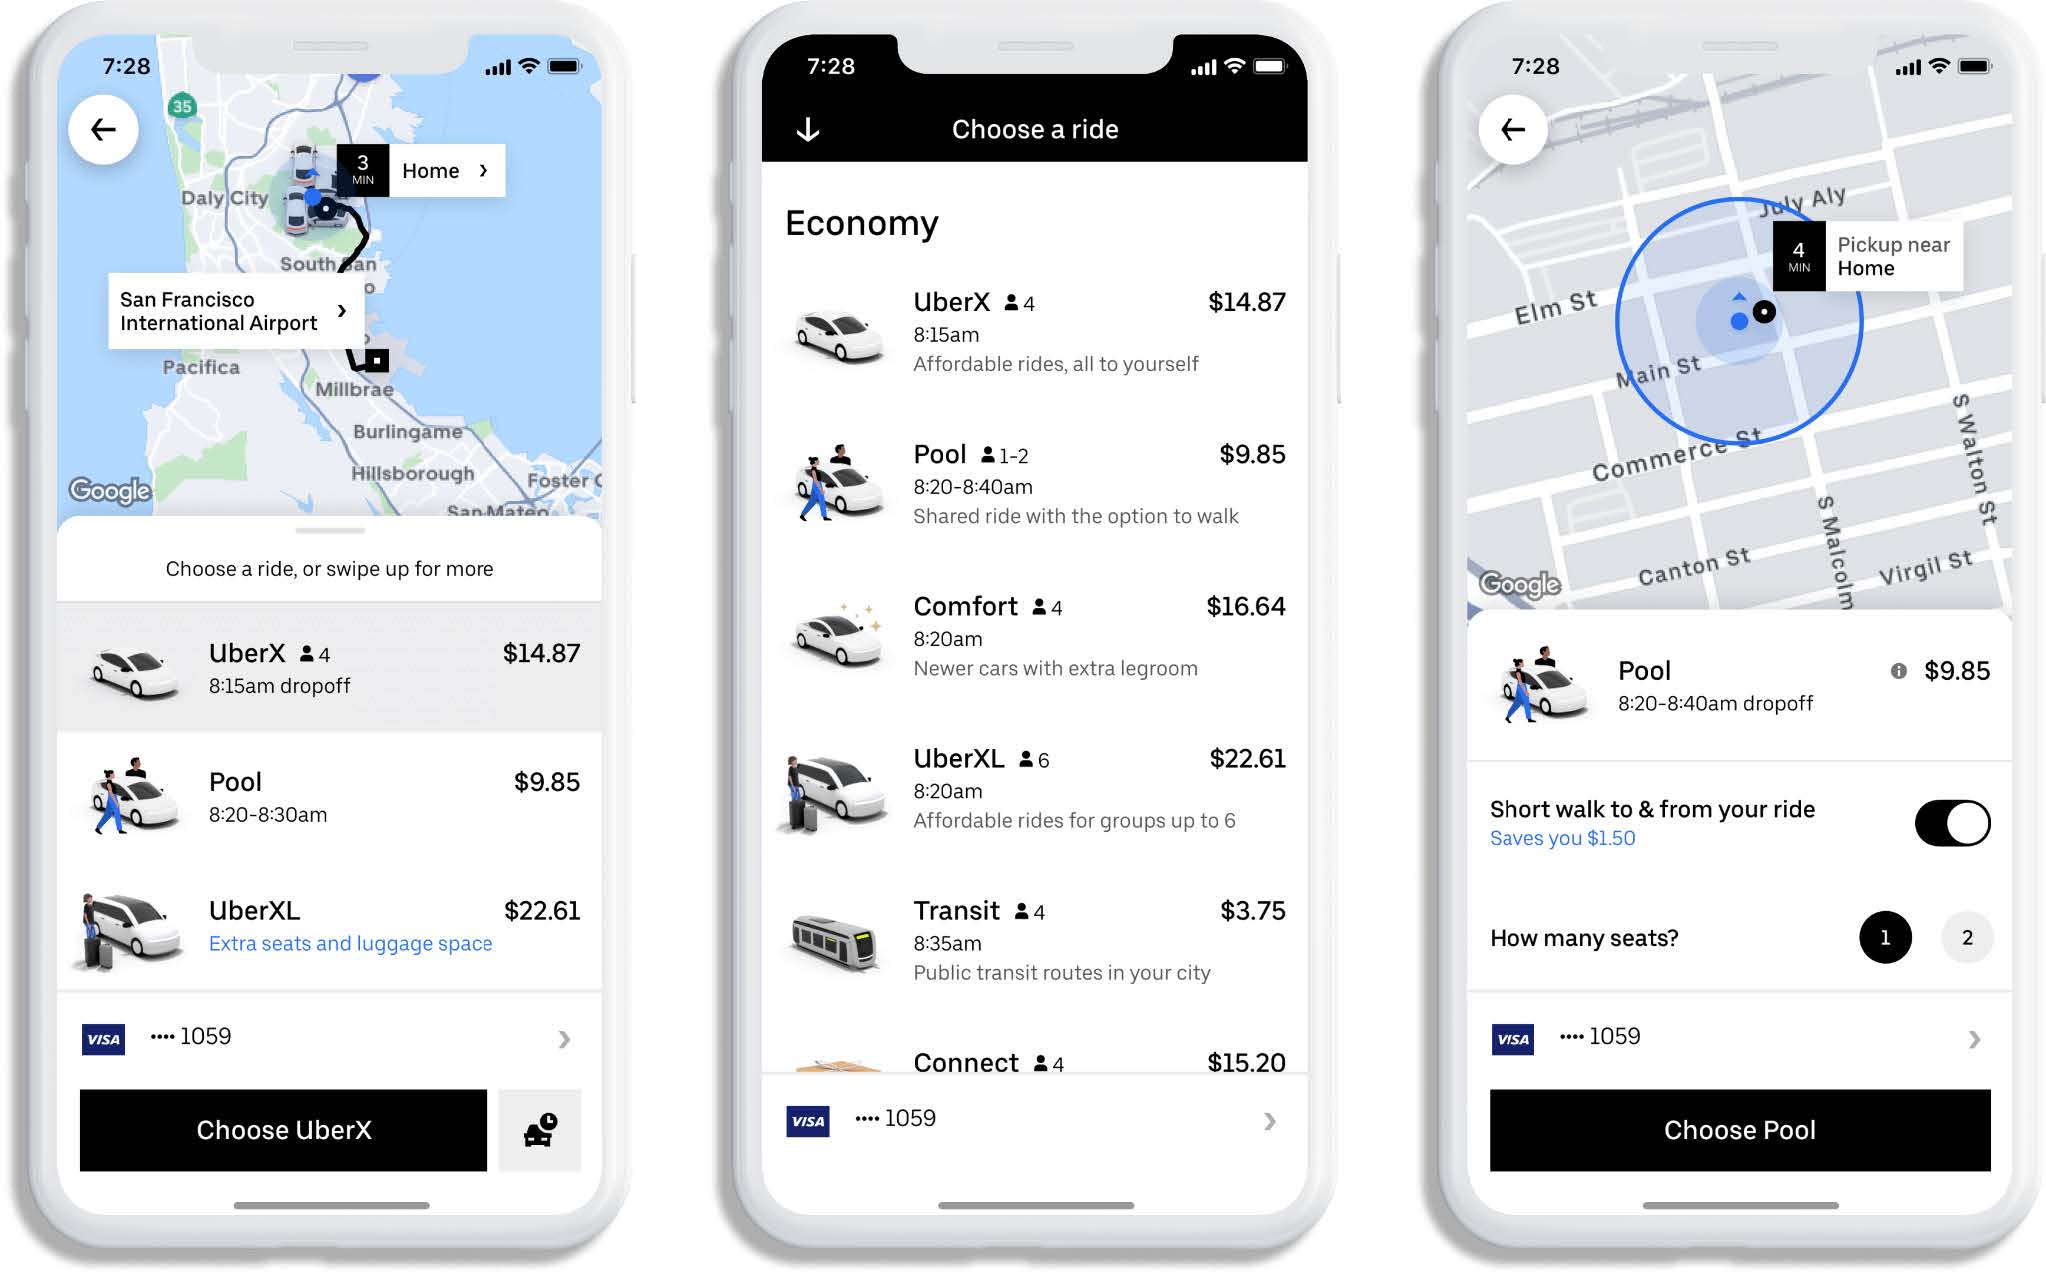 7:28
35
3
MIN
Home
Daly City
South San
San Francisco
International Airport
Pacifica
Millbrae
Burlingame
Hillsborough
Foster C
San Mateo
Google
Choose a ride, or swipe up for more
UberX 4
$14.87
8:15am dropoff
Pool
$9.85
8:20-8:30am
UberXL
$22.61
Extra seats and luggage space
VISA
•••• 1059
Choose UberX
7:28
Choose a ride
Economy
UberX 4
$14.87
8:15am
Affordable rides, all to yourself
Pool 1-2
$9.85
8:20-8:40am
Shared ride with the option to walk
Comfort 4
$16.64
8:20am
Newer cars with extra legroom
UberXL 6
$22.61
8:20am
Affordable rides for groups up to 6
Transit 4
$3.75
8:35am
Public transit routes in your city
Connect 4
$15.20
VISA
•••• 1059
7:28
July Aly
4
MIN
Pickup near
Home
Elm St
Main St
Commerce St
S Walton St
S Malcolm
Canton St
Virgil St
Google
Pool
$9.85
8:20-8:40am dropoff
Short walk to & from your ride
Saves you $1.50
How many seats?
1
2
VISA
•••• 1059
Choose Pool